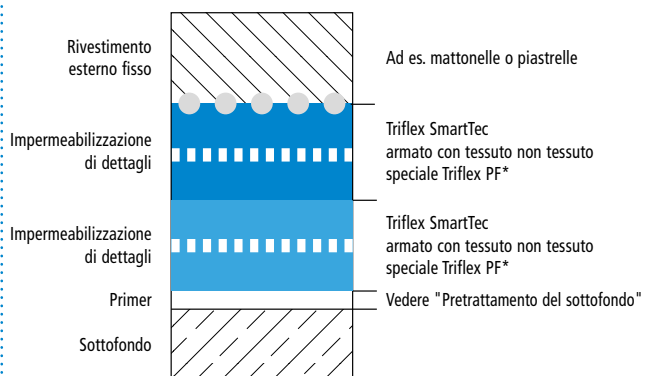 Rivestimento
esterno fisso
Ad es. mattonelle o piastrelle
Impermeabilizzazione
di dettagli
Triflex SmartTec
armato con tessuto non tessuto
speciale Triflex PF*
Impermeabilizzazione
di dettagli
Triflex SmartTec
armato con tessuto non tessuto
speciale Triflex PF*
Primer
Vedere "Pretrattamento del sottofondo"
Sottofondo